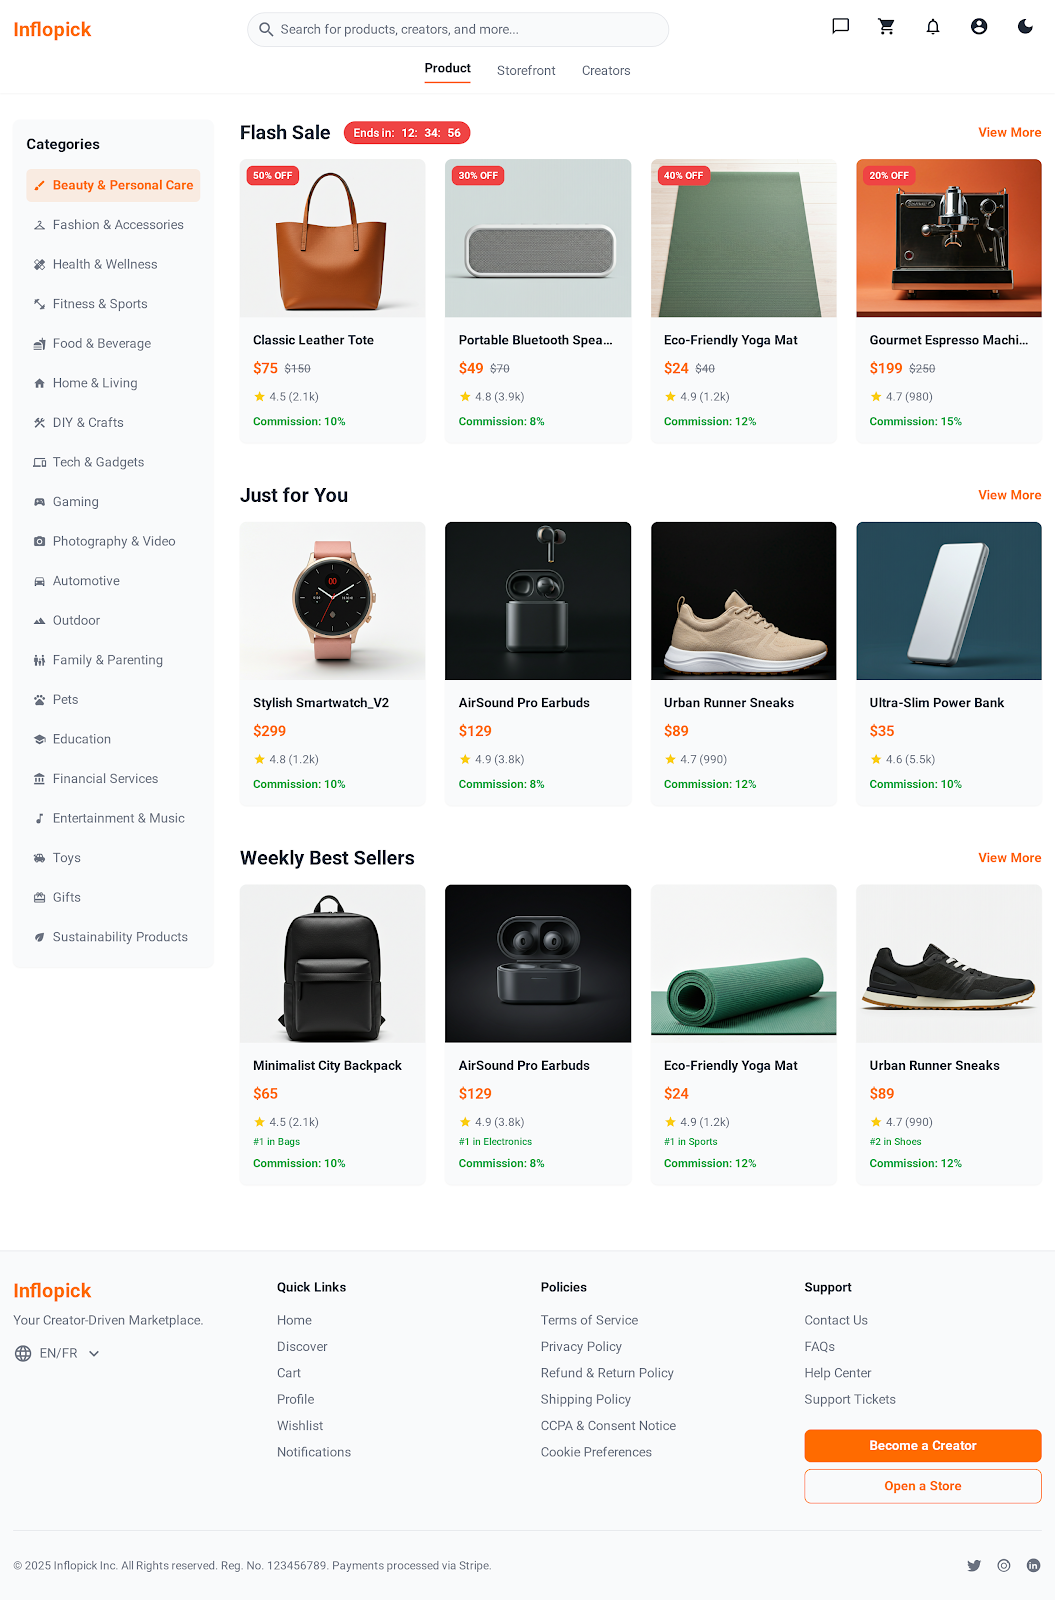 Inflopick
Search for products, creators, and more...
Product
Storefront
Creators
Categories
Beauty & Personal Care
Fashion & Accessories
Health & Wellness
Fitness & Sports
Food & Beverage
Home & Living
DIY & Crafts
Tech & Gadgets
Gaming
Photography & Video
Automotive
Outdoor
Family & Parenting
Pets
Education
Financial Services
Entertainment & Music
Toys
Gifts
Sustainability Products
Flash Sale
Ends in: 12: 34: 56
View More
50% OFF
Classic Leather Tote
$75 $150
4.5 (2.1k)
Commission: 10%
30% OFF
Portable Bluetooth Spea...
$49 $70
4.8 (3.9k)
Commission: 8%
40% OFF
Eco-Friendly Yoga Mat
$24 $40
4.9 (1.2k)
Commission: 12%
20% OFF
Gourmet Espresso Machi...
$199 $250
4.7 (980)
Commission: 15%
Just for You
View More
Stylish Smartwatch_V2
$299
4.8 (1.2k)
Commission: 10%
AirSound Pro Earbuds
$129
4.9 (3.8k)
Commission: 8%
Urban Runner Sneaks
$89
4.7 (990)
Commission: 12%
Ultra-Slim Power Bank
$35
4.6 (5.5k)
Commission: 10%
Weekly Best Sellers
View More
Minimalist City Backpack
$65
4.5 (2.1k)
#1 in Bags
Commission: 10%
AirSound Pro Earbuds
$129
4.9 (3.8k)
#1 in Electronics
Commission: 8%
Eco-Friendly Yoga Mat
$24
4.9 (1.2k)
#1 in Sports
Commission: 12%
Urban Runner Sneaks
$89
4.7 (990)
#2 in Shoes
Commission: 12%
Inflopick
Your Creator-Driven Marketplace.
EN/FR
Quick Links
Home
Discover
Cart
Profile
Wishlist
Notifications
Policies
Terms of Service
Privacy Policy
Refund & Return Policy
Shipping Policy
CCPA & Consent Notice
Cookie Preferences
Support
Contact Us
FAQs
Help Center
Support Tickets
Become a Creator
Open a Store
© 2025 Inflopick Inc. All Rights reserved. Reg. No. 123456789. Payments processed via Stripe.